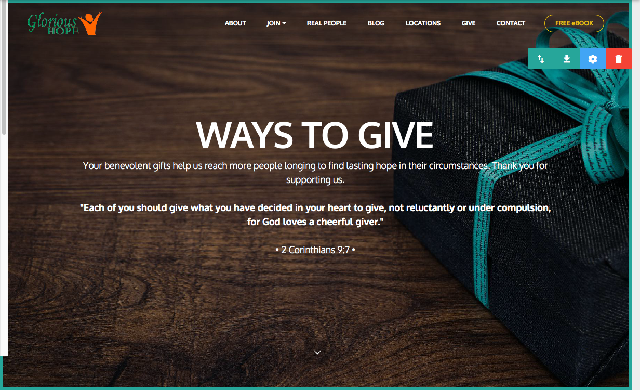 Glorious
HOPE
ABOUT
JOIN
REAL PEOPLE
BLOG
LOCATIONS
GIVE
CONTACT
FREE eBOOK
WAYS TO GIVE
Your benevolent gifts help us reach more people longing to find lasting hope in their circumstances. Thank you for
supporting us.
"Each of you should give what you have decided in your heart to give, not reluctantly or under compulsion,
for God loves a cheerful giver."
• 2 Corinthians 9:7 •